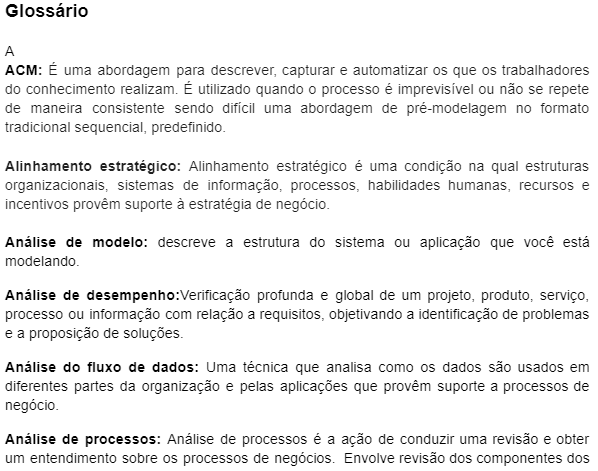 Glossário
A
ACM: É uma abordagem para descrever, capturar e automatizar os que os trabalhadores
do conhecimento realizam. É utilizado quando o processo é imprevisível ou não se repete
de maneira consistente sendo difícil uma abordagem de pré-modelagem no formato
tradicional sequencial, predefinido.
Alinhamento estratégico: Alinhamento estratégico é uma condição na qual estruturas
organizacionais, sistemas de informação, processos, habilidades humanas, recursos e
incentivos provêm suporte à estratégia de negócio.
Análise de modelo: descreve a estrutura do sistema ou aplicação que você está
modelando.
Análise de desempenho:Verificação profunda e global de um projeto, produto, serviço,
processo ou informação com relação a requisitos, objetivando a identificação de problemas
e a proposição de soluções.
Análise do fluxo de dados: Uma técnica que analisa como os dados são usados em
diferentes partes da organização e pelas aplicações que provêm suporte a processos de
negócio.
Análise de processos: Análise de processos é a ação de conduzir uma revisão e obter
um entendimento sobre os processos de negócios. Envolve revisão dos componentes dos